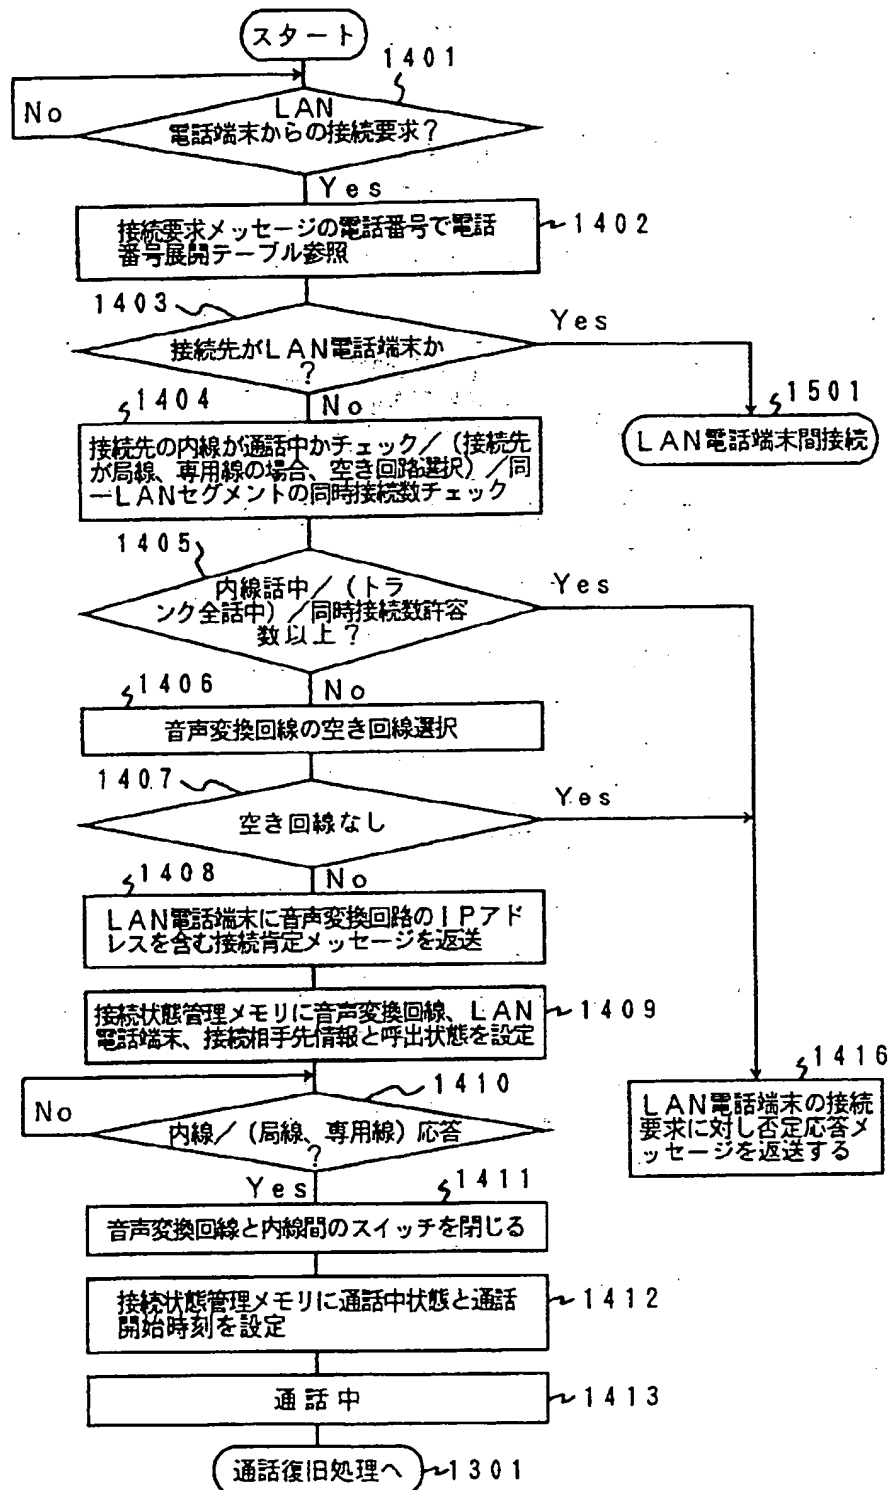 スタート
1401
No
LAN
電話端末からの接続要求?
Yes
接続要求メッセージの電話番号で電話
番号展開テーブル参照
1402
1403
Yes
接続先がLAN電話端末か
?
No
1404
1501
LAN電話端末間接続
接続先の内線が通話中かチェック/(接続先
が局線、専用線の場合、空き回路選択)/同
一LANセグメントの同時接続数チェック
1405
内線話中/(トラ
ンク全話中)/同時接続数許容
数以上?
Yes
1406
No
音声変換回線の空き回線選択
1407
Yes
空き回線なし
1408
No
LAN電話端末に音声変換回路のIPアド
レスを含む接続肯定メッセージを返送
接続状態管理メモリに音声変換回線、LAN
電話端末、接続相手先情報と呼出状態を設定
1409
1410
No
内線/(局線、専用線)応答
?
1416
LAN電話端末の接続
要求に対し否定応答メ
ッセージを返送する
Yes
1411
音声変換回線と内線間のスイッチを閉じる
接続状態管理メモリに通話中状態と通話
開始時刻を設定
1412
通話中
1413
通話復旧処理へ
1301